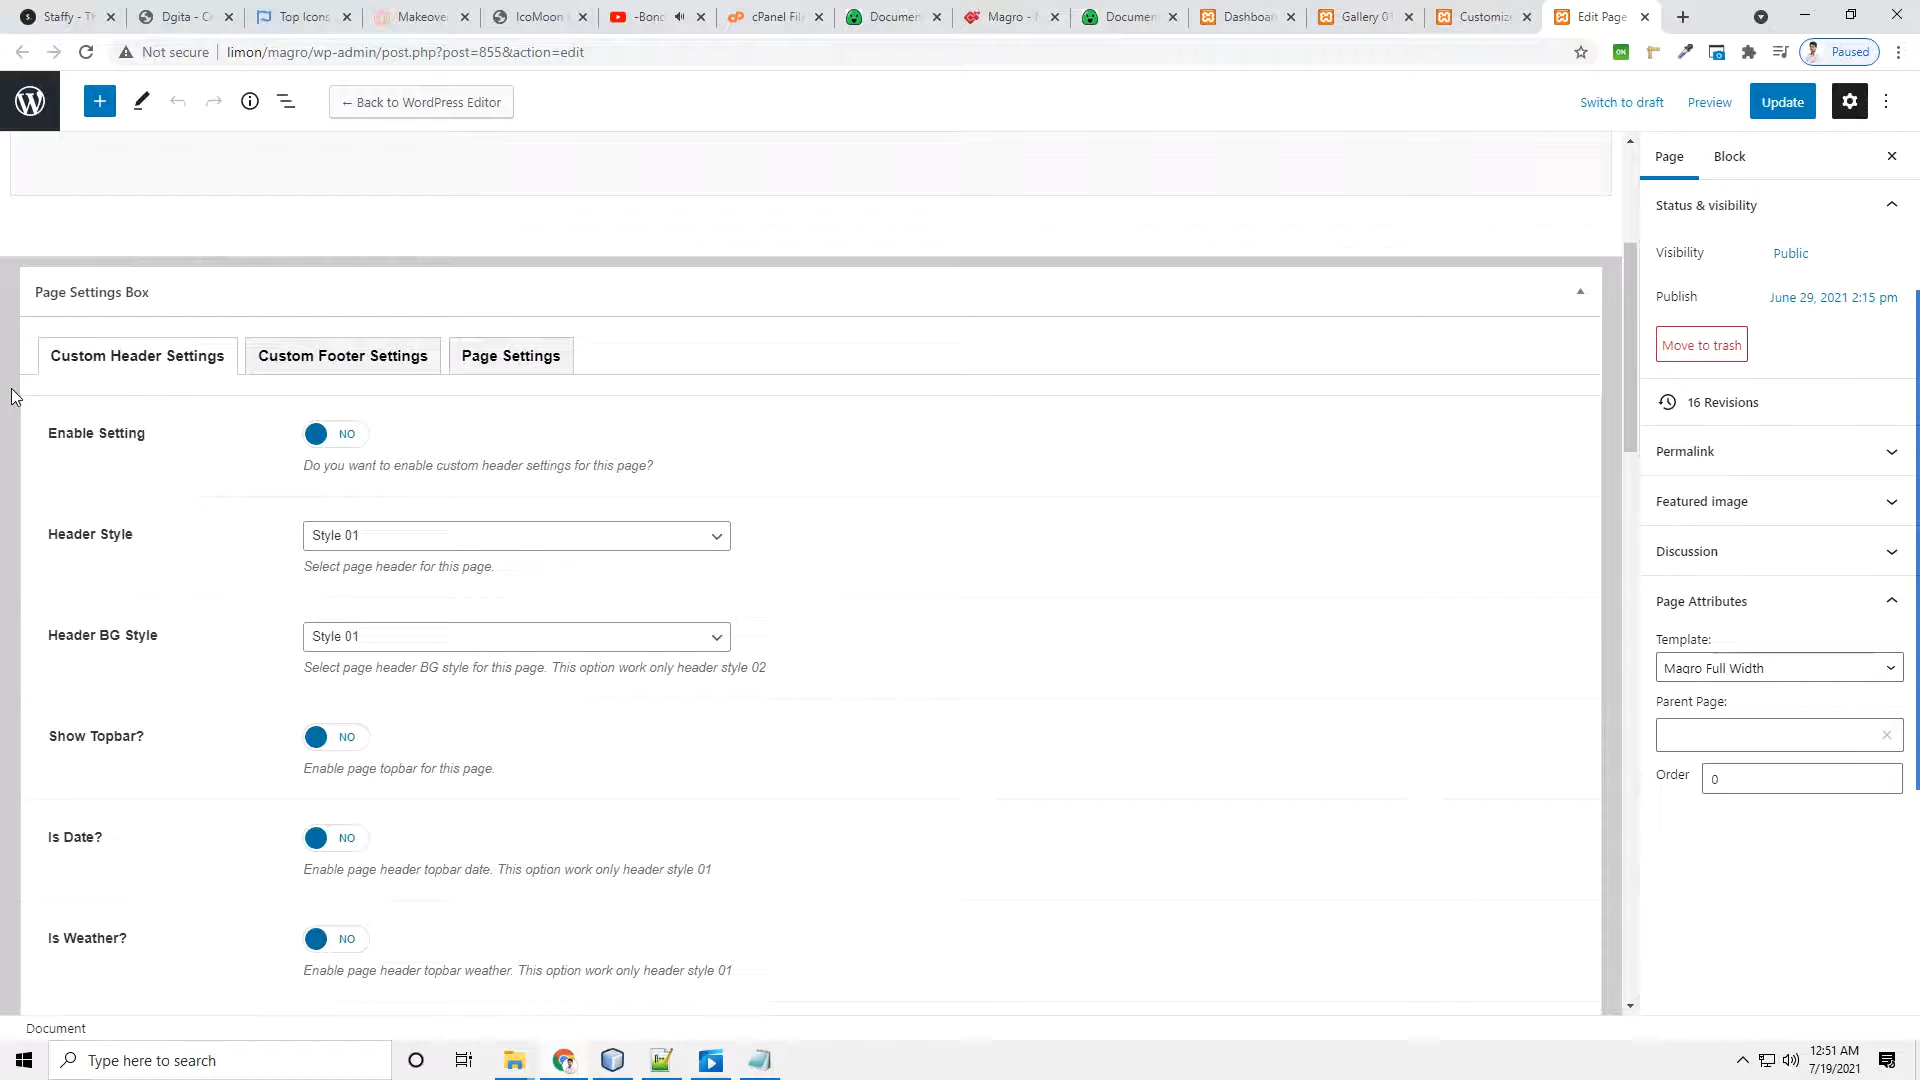 Staffy - T
Dgita - C
Top Icons
Makeove
IcoMoon
-Bon
cPanel Fi
Documen
Magro -
Documen
Dashboa
Gallery 0
Customiz
Edit Page
Not secure
limon/magro/wp-admin/post.php?post=855&action=edit
ON
Paused
← Back to WordPress Editor
Switch to draft
Preview
Update
Page
Block
Status & visibility
Visibility
Public
Publish
June 29, 2021 2:15 pm
Move to trash
16 Revisions
Permalink
Featured image
Discussion
Page Attributes
Template:
Magro Full Width
Parent Page:
Order
0
Page Settings Box
Custom Header Settings
Custom Footer Settings
Page Settings
Enable Setting
NO
Do you want to enable custom header settings for this page?
Header Style
Style 01
Select page header for this page.
Header BG Style
Style 01
Select page header BG style for this page. This option work only header style 02
Show Topbar?
NO
Enable page topbar for this page.
Is Date?
NO
Enable page header topbar date. This option work only header style 01
Is Weather?
NO
Enable page header topbar weather. This option work only header style 01
Document
Type here to search
12:51 AM
7/19/2021